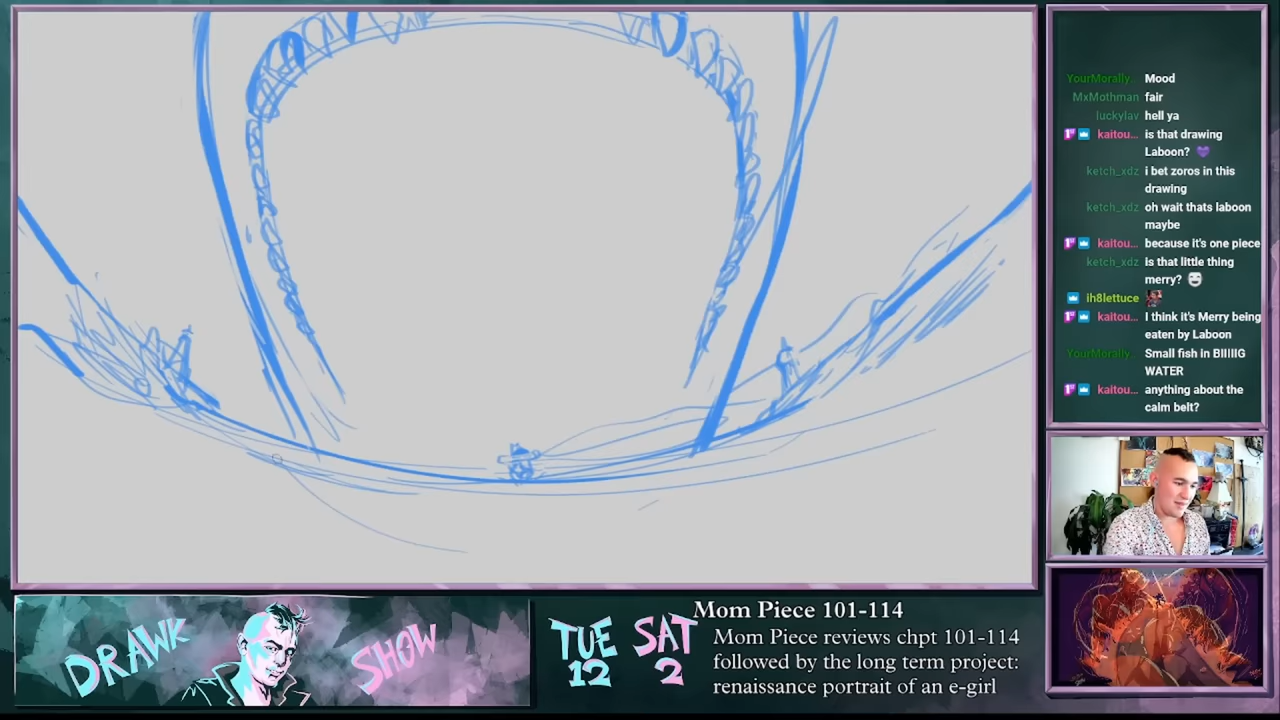 YourMorally... Mood
MxMothman fair
luckylav hell ya
kaitou... is that drawing
Laboon?
ketch_xdz i bet zoros in this
drawing
ketch_xdz oh wait thats laboon
maybe
kaitou... because it's one piece
ketch_xdz is that little thing
merry?
ih8lettuce
kaitou... I think it's Merry being
eaten by Laboon
YourMorally... Small fish in BIIIIIG
WATER
kaitou... anything about the
calm belt?
DRAWK
SHOW
TUE
12
SAT
2
Mom Piece 101-114
Mom Piece reviews chpt 101-114
followed by the long term project:
renaissance portrait of an e-girl